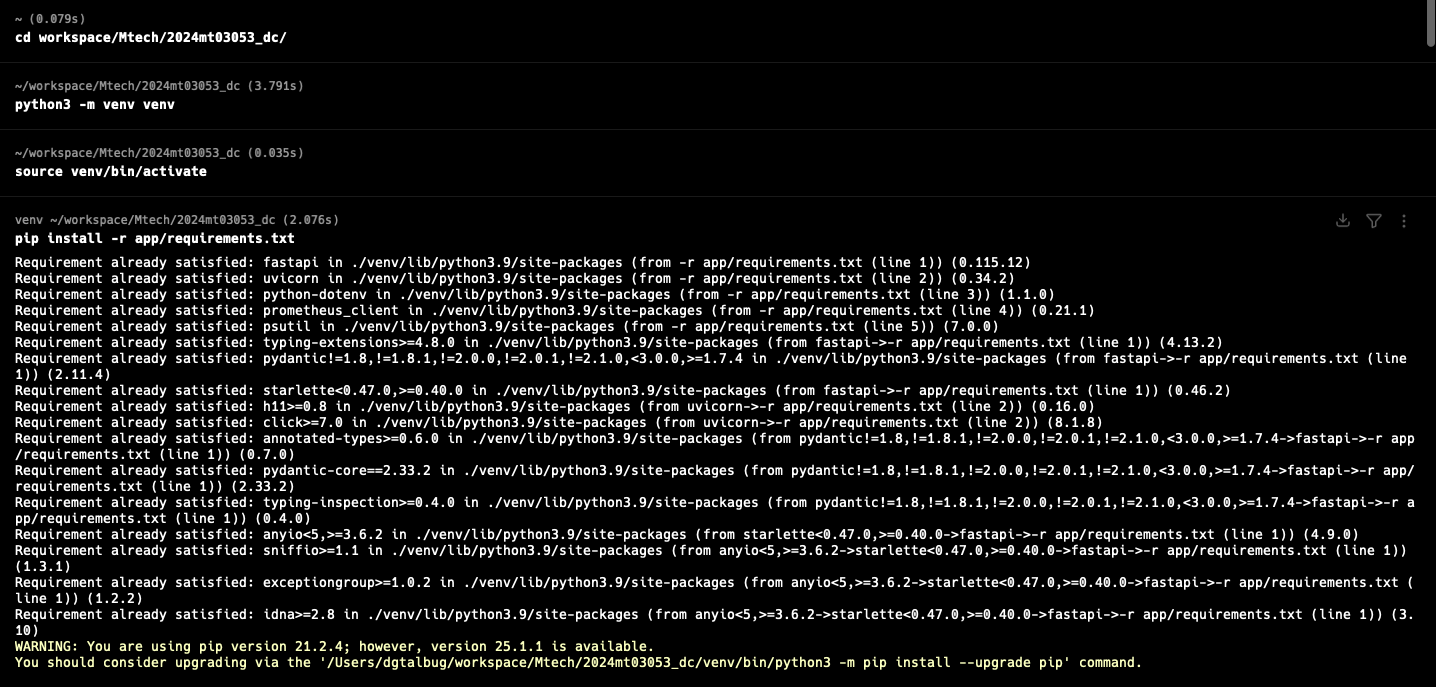 ~ (0.079s)
cd workspace/Mtech/2024mt03053_dc/
~/workspace/Mtech/2024mt03053_dc (3.791s)
python3 -m venv venv
~/workspace/Mtech/2024mt03053_dc (0.035s)
source venv/bin/activate
venv ~/workspace/Mtech/2024mt03053_dc (2.076s)
pip install -r app/requirements.txt
Requirement already satisfied: fastapi in ./venv/lib/python3.9/site-packages (from -r app/requirements.txt (line 1)) (0.115.12)
Requirement already satisfied: uvicorn in ./venv/lib/python3.9/site-packages (from -r app/requirements.txt (line 2)) (0.34.2)
Requirement already satisfied: python-dotenv in ./venv/lib/python3.9/site-packages (from -r app/requirements.txt (line 3)) (1.1.0)
Requirement already satisfied: prometheus_client in ./venv/lib/python3.9/site-packages (from -r app/requirements.txt (line 4)) (0.21.1)
Requirement already satisfied: psutil in ./venv/lib/python3.9/site-packages (from -r app/requirements.txt (line 5)) (7.0.0)
Requirement already satisfied: typing-extensions>=4.8.0 in ./venv/lib/python3.9/site-packages (from fastapi->-r app/requirements.txt (line 1)) (4.13.2)
Requirement already satisfied: pydantic!=1.8,!=1.8.1,!=2.0.0,!=2.0.1,!=2.1.0,<3.0.0,>=1.7.4 in ./venv/lib/python3.9/site-packages (from fastapi->-r app/requirements.txt (line
1)) (2.11.4)
Requirement already satisfied: starlette<0.47.0,>=0.40.0 in ./venv/lib/python3.9/site-packages (from fastapi->-r app/requirements.txt (line 1)) (0.46.2)
Requirement already satisfied: h11>=0.8 in ./venv/lib/python3.9/site-packages (from uvicorn->-r app/requirements.txt (line 2)) (0.16.0)
Requirement already satisfied: click>=7.0 in ./venv/lib/python3.9/site-packages (from uvicorn->-r app/requirements.txt (line 2)) (8.1.8)
Requirement already satisfied: annotated-types>=0.6.0 in ./venv/lib/python3.9/site-packages (from pydantic!=1.8,!=1.8.1,!=2.0.0,!=2.0.1,!=2.1.0,<3.0.0,>=1.7.4->fastapi->-r app
/requirements.txt (line 1)) (0.7.0)
Requirement already satisfied: pydantic-core==2.33.2 in ./venv/lib/python3.9/site-packages (from pydantic!=1.8,!=1.8.1,!=2.0.0,!=2.0.1,!=2.1.0,<3.0.0,>=1.7.4->fastapi->-r app/
requirements.txt (line 1)) (2.33.2)
Requirement already satisfied: typing-inspection>=0.4.0 in ./venv/lib/python3.9/site-packages (from pydantic!=1.8,!=1.8.1,!=2.0.0,!=2.0.1,!=2.1.0,<3.0.0,>=1.7.4->fastapi->-r a
pp/requirements.txt (line 1)) (0.4.0)
Requirement already satisfied: anyio<5,>=3.6.2 in ./venv/lib/python3.9/site-packages (from starlette<0.47.0,>=0.40.0->fastapi->-r app/requirements.txt (line 1)) (4.9.0)
Requirement already satisfied: sniffio>=1.1 in ./venv/lib/python3.9/site-packages (from anyio<5,>=3.6.2->starlette<0.47.0,>=0.40.0->fastapi->-r app/requirements.txt (line 1))
(1.3.1)
Requirement already satisfied: exceptiongroup>=1.0.2 in ./venv/lib/python3.9/site-packages (from anyio<5,>=3.6.2->starlette<0.47.0,>=0.40.0->fastapi->-r app/requirements.txt (
line 1)) (1.2.2)
Requirement already satisfied: idna>=2.8 in ./venv/lib/python3.9/site-packages (from anyio<5,>=3.6.2->starlette<0.47.0,>=0.40.0->fastapi->-r app/requirements.txt (line 1)) (3.
10)
WARNING: You are using pip version 21.2.4; however, version 25.1.1 is available.
You should consider upgrading via the '/Users/dgtalbug/workspace/Mtech/2024mt03053_dc/venv/bin/python3 -m pip install --upgrade pip' command.